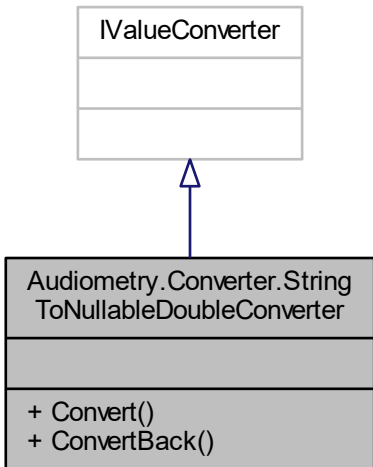 IValueConverter
Audiometry.Converter.String
ToNullableDoubleConverter
+ Convert()
+ ConvertBack()